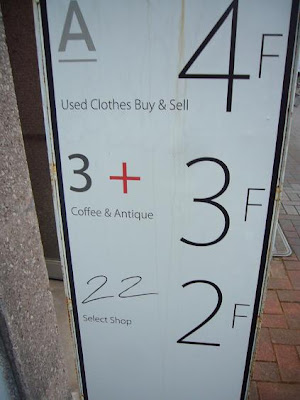 A 4F
Used Clothes Buy & Sell
3+ 3F
Coffee & Antique
22 2F
Select Shop